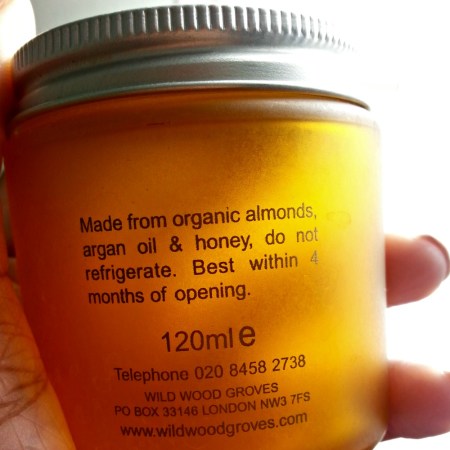 Made from organic almonds,
argan oil & honey, do not
refrigerate. Best within 4
months of opening.
120ml e
Telephone 020 8458 2738
WILD WOOD GROVES
PO BOX 33146 LONDON NW3 7FS
www.wildwoodgroves.com